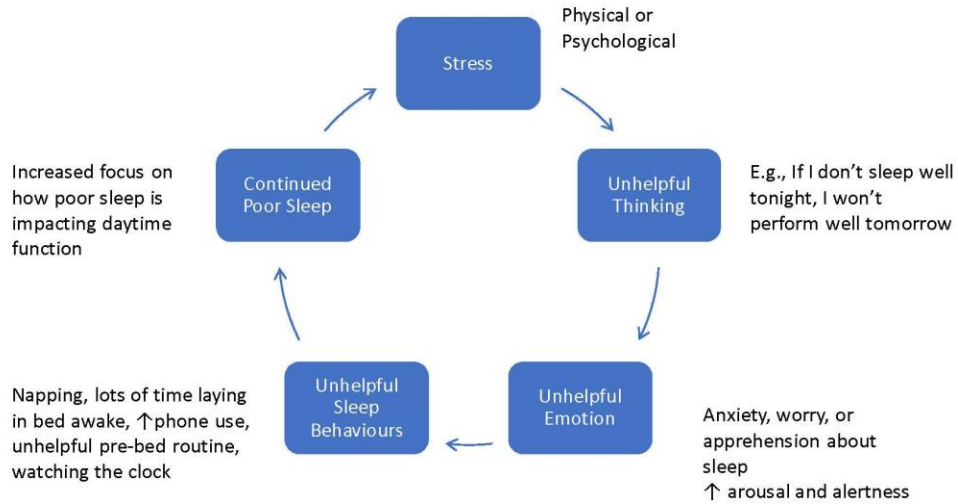 Stress
Physical or
Psychological
Unhelpful
Thinking
E.g., If I don't sleep well
tonight, I won't
perform well tomorrow
Unhelpful
Emotion
Anxiety, worry, or
apprehension about
sleep
↑ arousal and alertness
Unhelpful
Sleep
Behaviours
Napping, lots of time laying
in bed awake, ↑phone use,
unhelpful pre-bed routine,
watching the clock
Continued
Poor Sleep
Increased focus on
how poor sleep is
impacting daytime
function